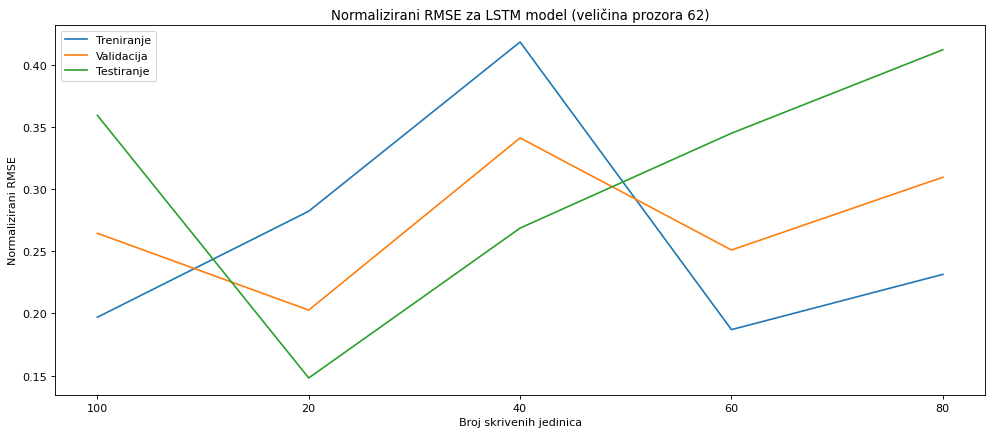 Normalizirani RMSE za LSTM model (veličina prozora 62)
Treniranje
Validacija
Testiranje
Normalizirani RMSE
0.40
0.35
0.30
0.25
0.20
0.15
100 20 40 60 80
Broj skrivenih jedinica